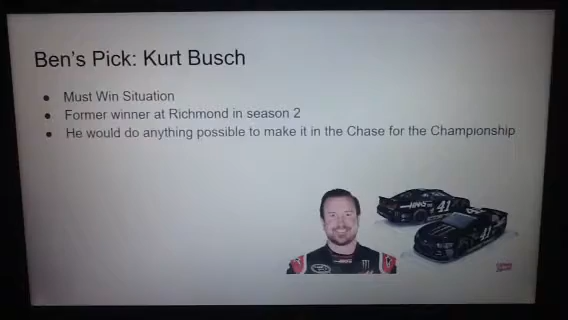 Ben's Pick: Kurt Busch
● Must Win Situation
● Former winner at Richmond in season 2
● He would do anything possible to make it in the Chase for the Championship
HAAS 41
41